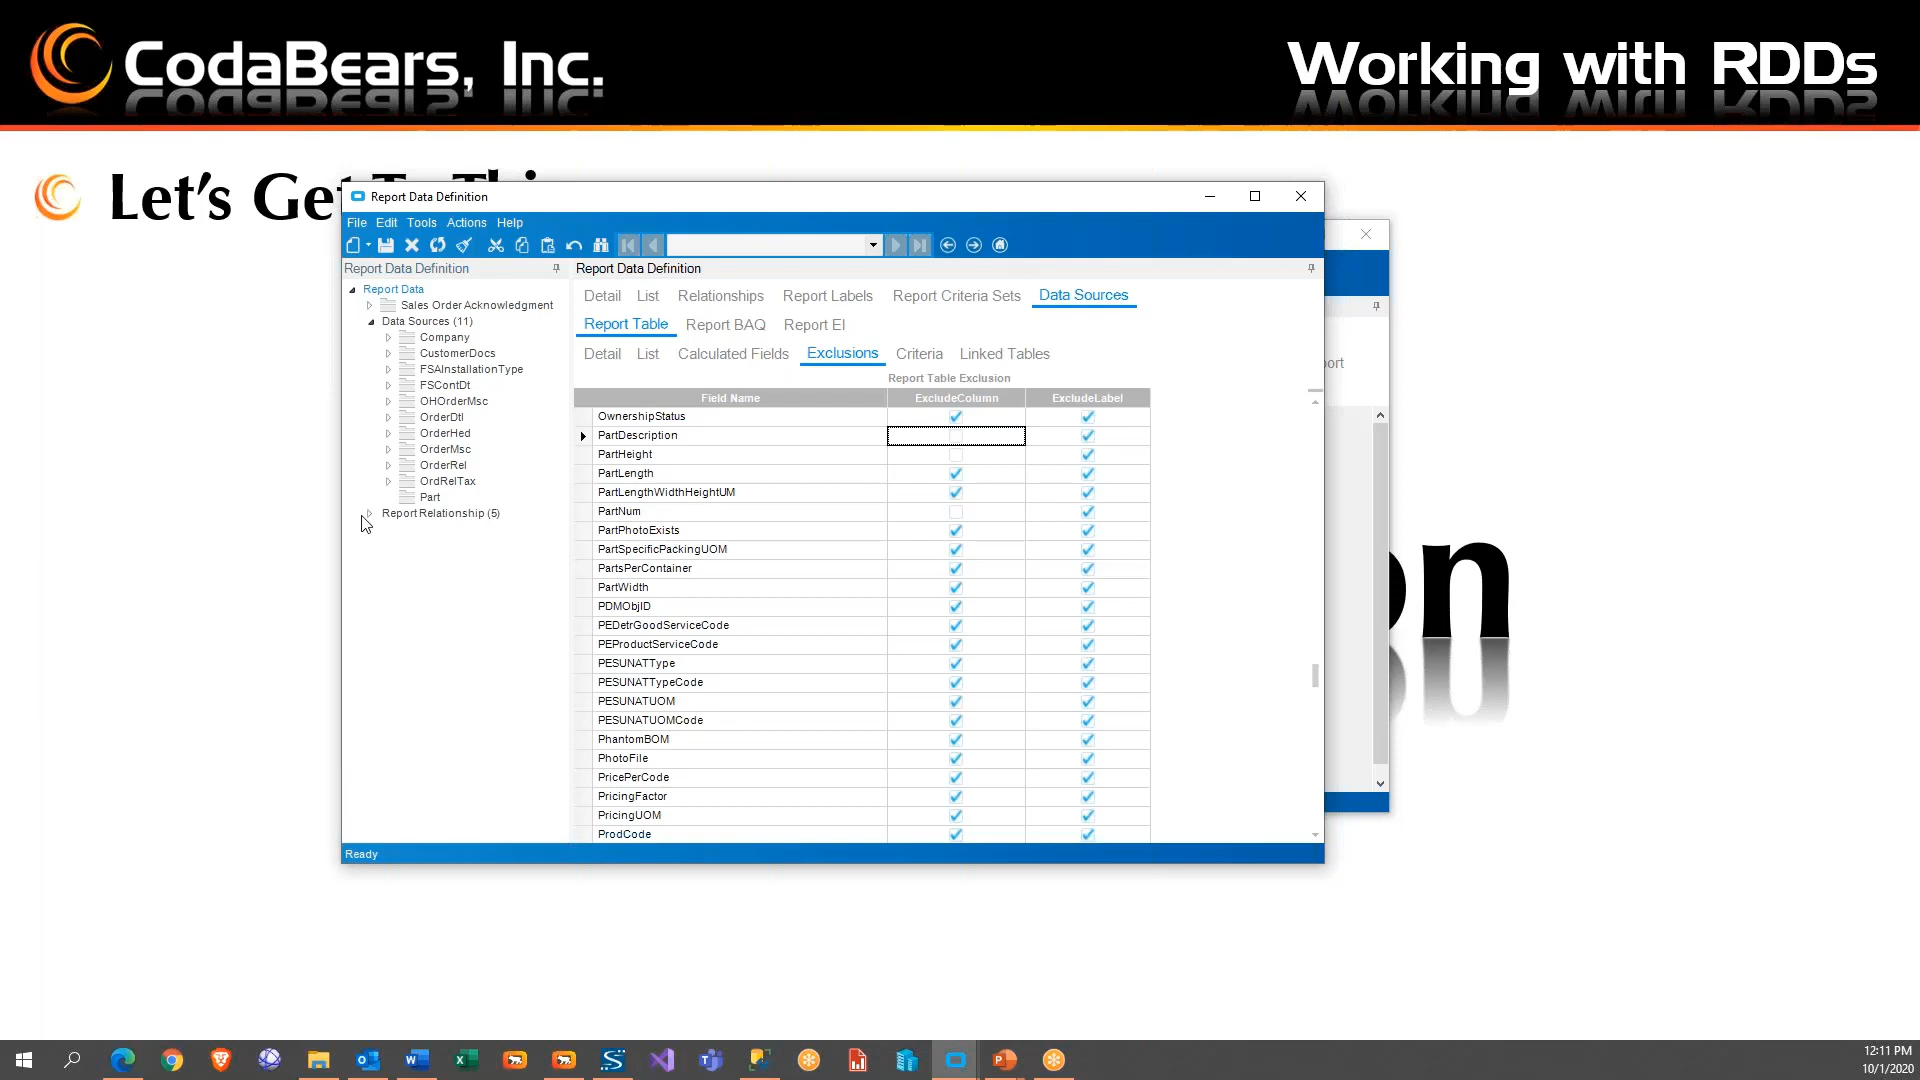 CodaBears, Inc.
Working with RDDs
Let's Get To Thi
on
Report Data Definition
File Edit Tools Actions Help
Report Data Definition
Report Data
Sales Order Acknowledgment
Data Sources (11)
Company
CustomerDocs
FSAInstallationType
FSContDt
OHOrderMsc
OrderDtl
OrderHed
OrderMsc
OrderRel
OrdRelTax
Part
Report Relationship (5)
Report Data Definition
Detail List Relationships Report Labels Report Criteria Sets Data Sources
Report Table Report BAQ Report EI
Detail List Calculated Fields Exclusions Criteria Linked Tables
Report Table Exclusion
Field Name ExcludeColumn ExcludeLabel
OwnershipStatus
PartDescription
PartHeight
PartLength
PartLengthWidthHeightUM
PartNum
PartPhotoExists
PartSpecificPackingUOM
PartsPerContainer
PartWidth
PDMObjID
PEDetrGoodServiceCode
PEProductServiceCode
PESUNATType
PESUNATTypeCode
PESUNATUOM
PESUNATUOMCode
PhantomBOM
PhotoFile
PricePerCode
PricingFactor
PricingUOM
ProdCode
Ready
ort
12:11 PM
10/1/2020